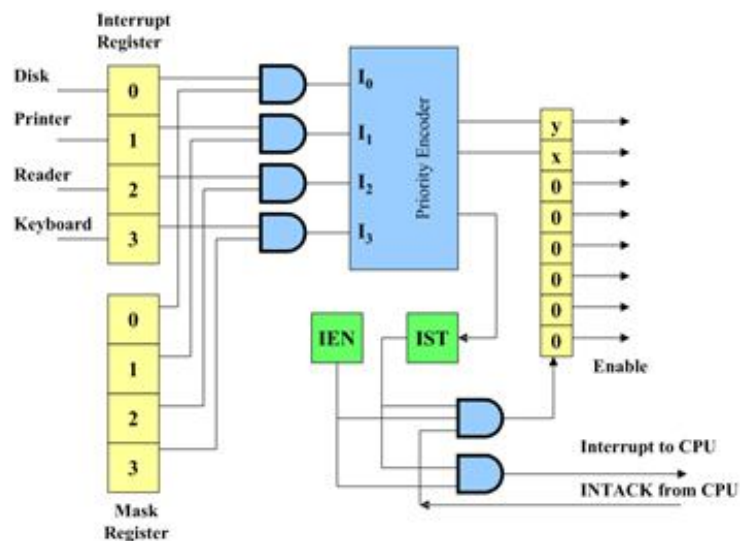 Interrupt
Register
Disk
0
Printer
1
Reader
2
Keyboard
3
I0
I1
I2
I3
Priority Encoder
y
x
0
0
0
0
0
0
Enable
0
1
2
3
Mask
Register
IEN
IST
Interrupt to CPU
INTACK from CPU